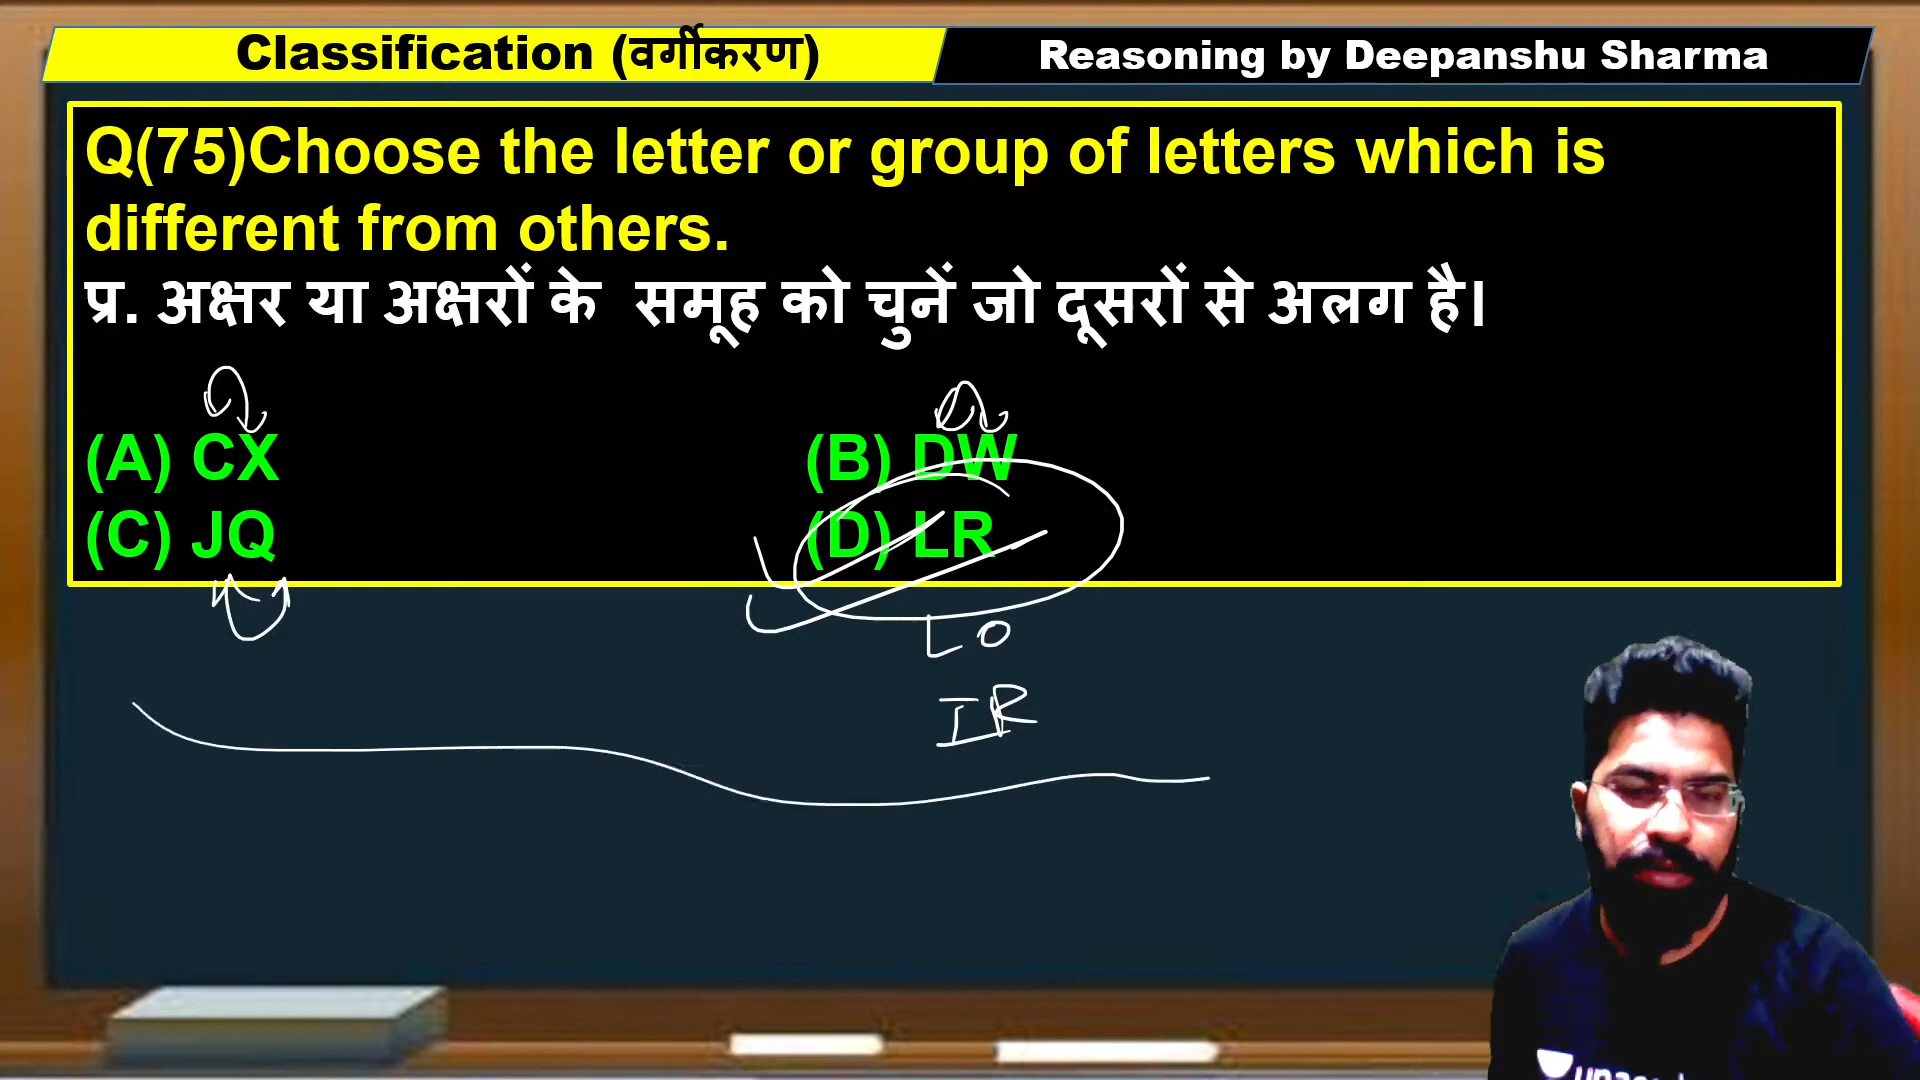 Classification (वर्गीकरण)
Reasoning by Deepanshu Sharma
Q(75)Choose the letter or group of letters which is
different from others.
प्र. अक्षर या अक्षरों के समूह को चुनें जो दूसरों से अलग है।
(A) CX (B) DW
(C) JQ (D) LR
LO
IR